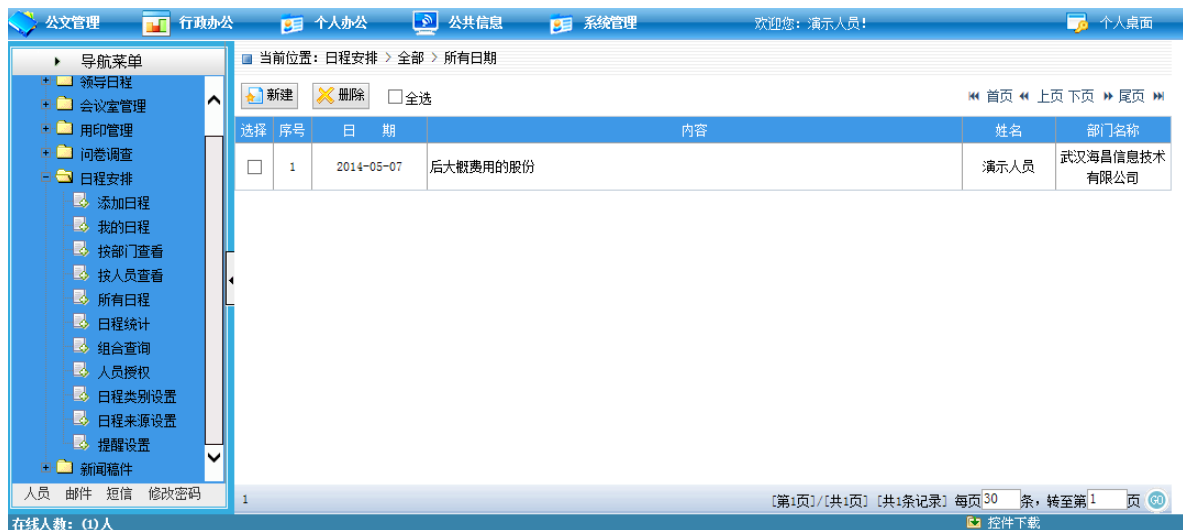 公文管理 行政办公 个人办公 公共信息 系统管理 欢迎您: 演示人员! 个人桌面
导航菜单
领导日程
会议室管理
用印管理
问卷调查
日程安排
添加日程
我的日程
按部门查看
按人员查看
所有日程
日程统计
组合查询
人员授权
日程类别设置
日程来源设置
提醒设置
新闻稿件
人员 邮件 短信 修改密码
当前位置: 日程安排 > 全部 > 所有日期
新建 删除 全选 首页 上页 下页 尾页
选择 序号 日 期 内容 姓名 部门名称
1 2014-05-07 后大概费用的股份 演示人员 武汉海昌信息技术
有限公司
1 [第1页]/[共1页] [共1条记录] 每页30 条, 转至第1 页 GO
在线人数: (1)人 控件下载